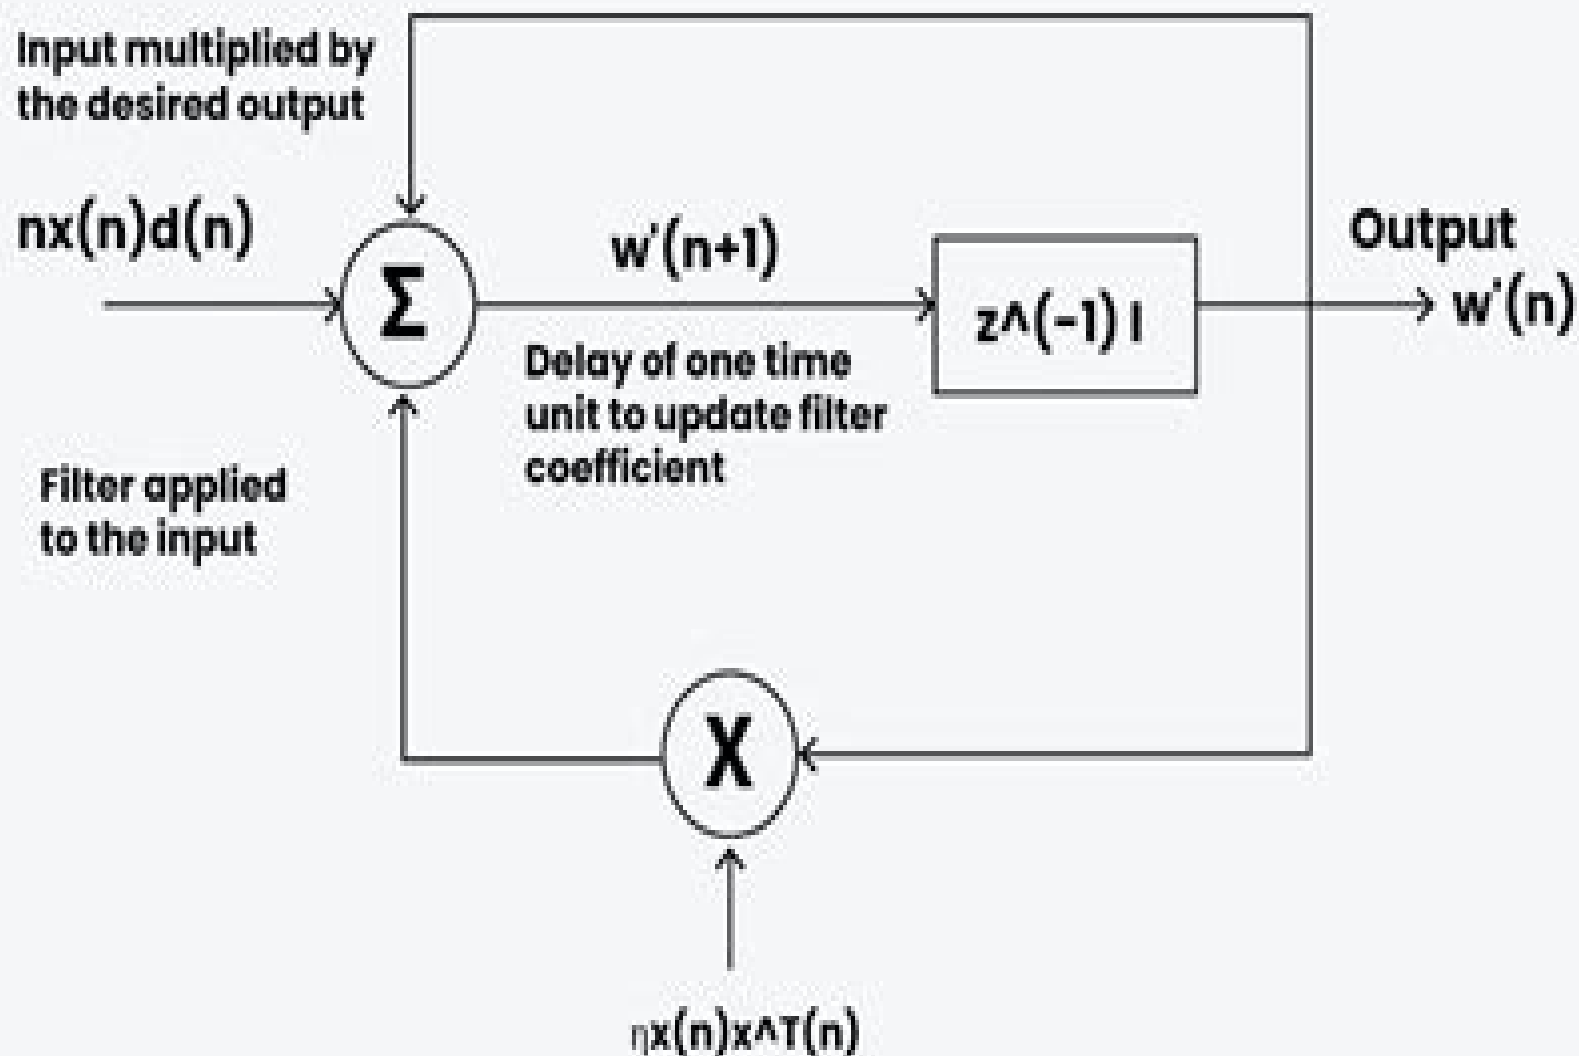 Input multiplied by
the desired output
nx(n)d(n)
Σ
w'(n+1)
z^(-1) I
Output
w'(n)
Delay of one time
unit to update filter
coefficient
Filter applied
to the input
X
ηx(n)x^T(n)